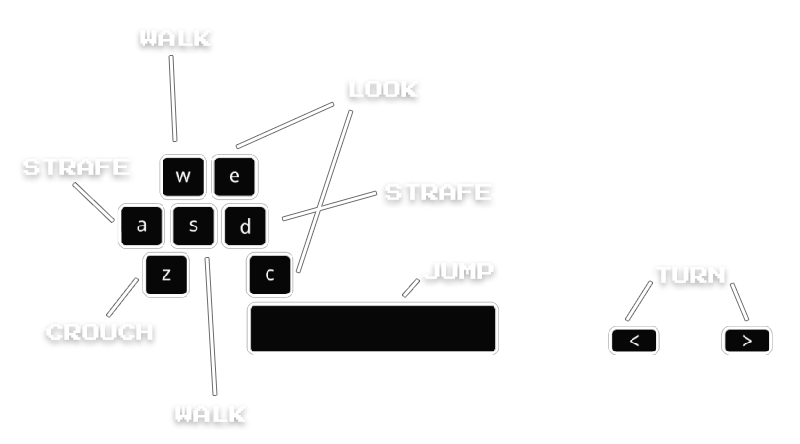 WALK
LOOK
STRAFE
w e
a s d
STRAFE
z c
JUMP
TURN
CROUCH
< >
WALK